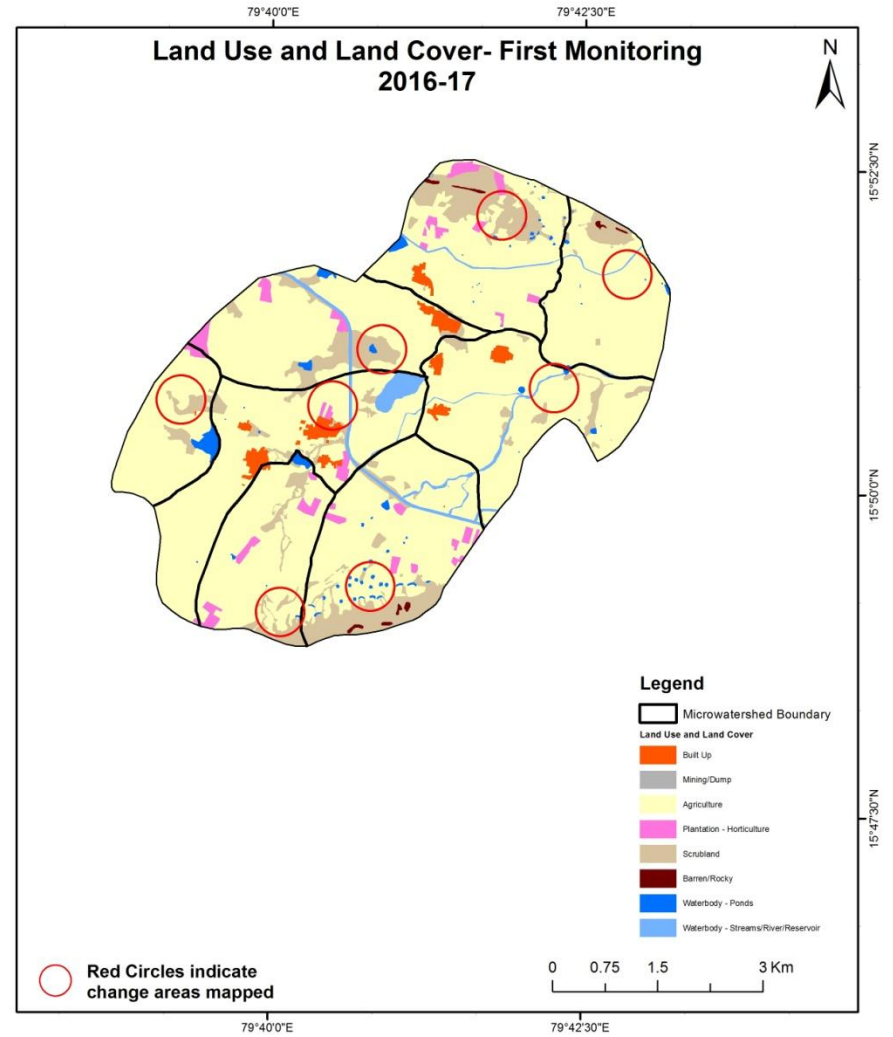 79°40'0"E
79°42'30"E
Land Use and Land Cover- First Monitoring
2016-17
N
15°52'30"N
15°50'0"N
15°47'30"N
Legend
Microwatershed Boundary
Land Use and Land Cover
Built Up
Mining/Dump
Agriculture
Plantation - Horticulture
Scrubland
Barren/Rocky
Waterbody - Ponds
Waterbody - Streams/River/Reservoir
Red Circles indicate
change areas mapped
0 0.75 1.5 3 Km
79°40'0"E
79°42'30"E